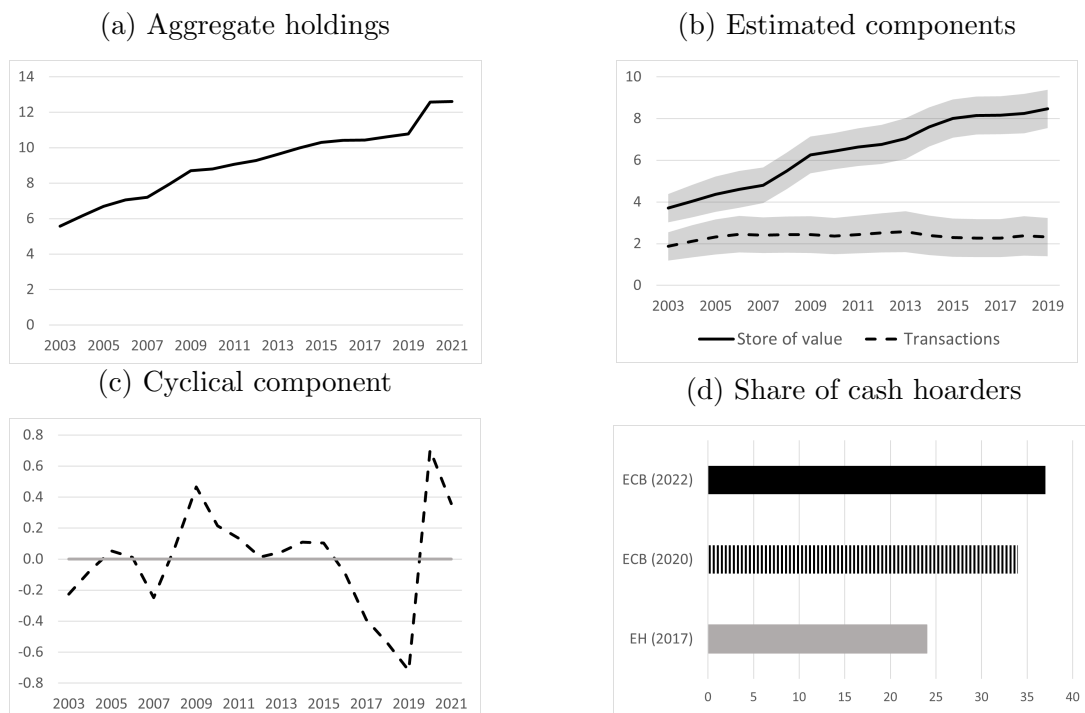 (a) Aggregate holdings
14
12
10
8
6
4
2
0
2003 2005 2007 2009 2011 2013 2015 2017 2019 2021
(b) Estimated components
10
8
6
4
2
0
2003 2005 2007 2009 2011 2013 2015 2017 2019
Store of value Transactions
(c) Cyclical component
0.8
0.6
0.4
0.2
0.0
-0.2
-0.4
-0.6
-0.8
2003 2005 2007 2009 2011 2013 2015 2017 2019 2021
(d) Share of cash hoarders
ECB (2022)
ECB (2020)
EH (2017)
0 5 10 15 20 25 30 35 40